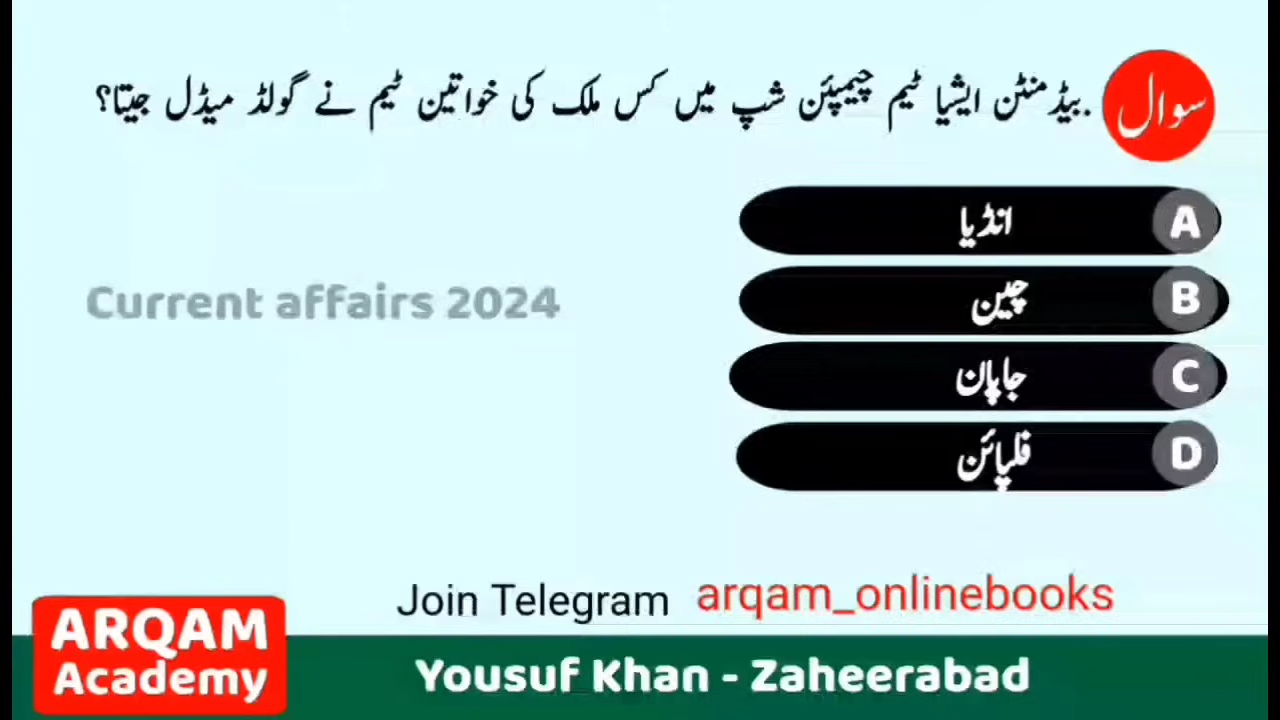 سوال
.بیڈمنٹن ایشیا ٹیم چیمپئن شپ میں کس ملک کی خواتین ٹیم نے گولڈ میڈل جیتا؟
A انڈیا
B چین
C جاپان
D فلپائن
Current affairs 2024
Join Telegram arqam_onlinebooks
ARQAM
Academy
Yousuf Khan - Zaheerabad